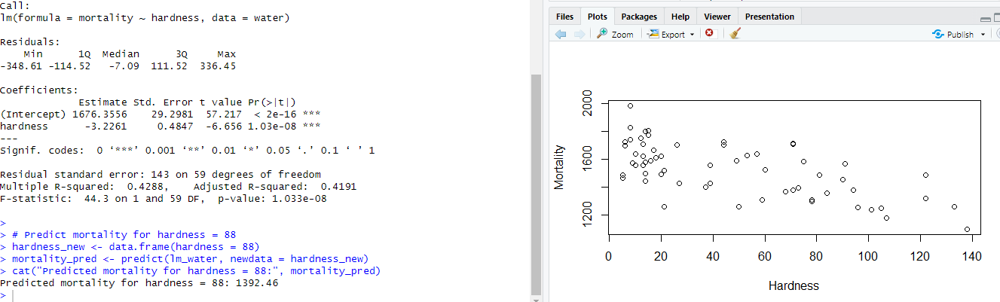 Call:
lm(formula = mortality ~ hardness, data = water)
Residuals:
Min 1Q Median 3Q Max
-348.61 -114.52 -7.09 111.52 336.45
Coefficients:
Estimate Std. Error t value Pr(>|t|)
(Intercept) 1676.3556 29.2981 57.217 < 2e-16 ***
hardness -3.2261 0.4847 -6.656 1.03e-08 ***
---
Signif. codes: 0 ‘***’ 0.001 ‘**’ 0.01 ‘*’ 0.05 ‘.’ 0.1 ‘ ’ 1
Residual standard error: 143 on 59 degrees of freedom
Multiple R-squared: 0.4288, Adjusted R-squared: 0.4191
F-statistic: 44.3 on 1 and 59 DF, p-value: 1.033e-08
>
> # Predict mortality for hardness = 88
> hardness_new <- data.frame(hardness = 88)
> mortality_pred <- predict(lm_water, newdata = hardness_new)
> cat("Predicted mortality for hardness = 88:", mortality_pred)
Predicted mortality for hardness = 88: 1392.46
>
Files Plots Packages Help Viewer Presentation
Zoom Export Publish
2000
1600
1200
Mortality
0 20 40 60 80 100 120 140
Hardness